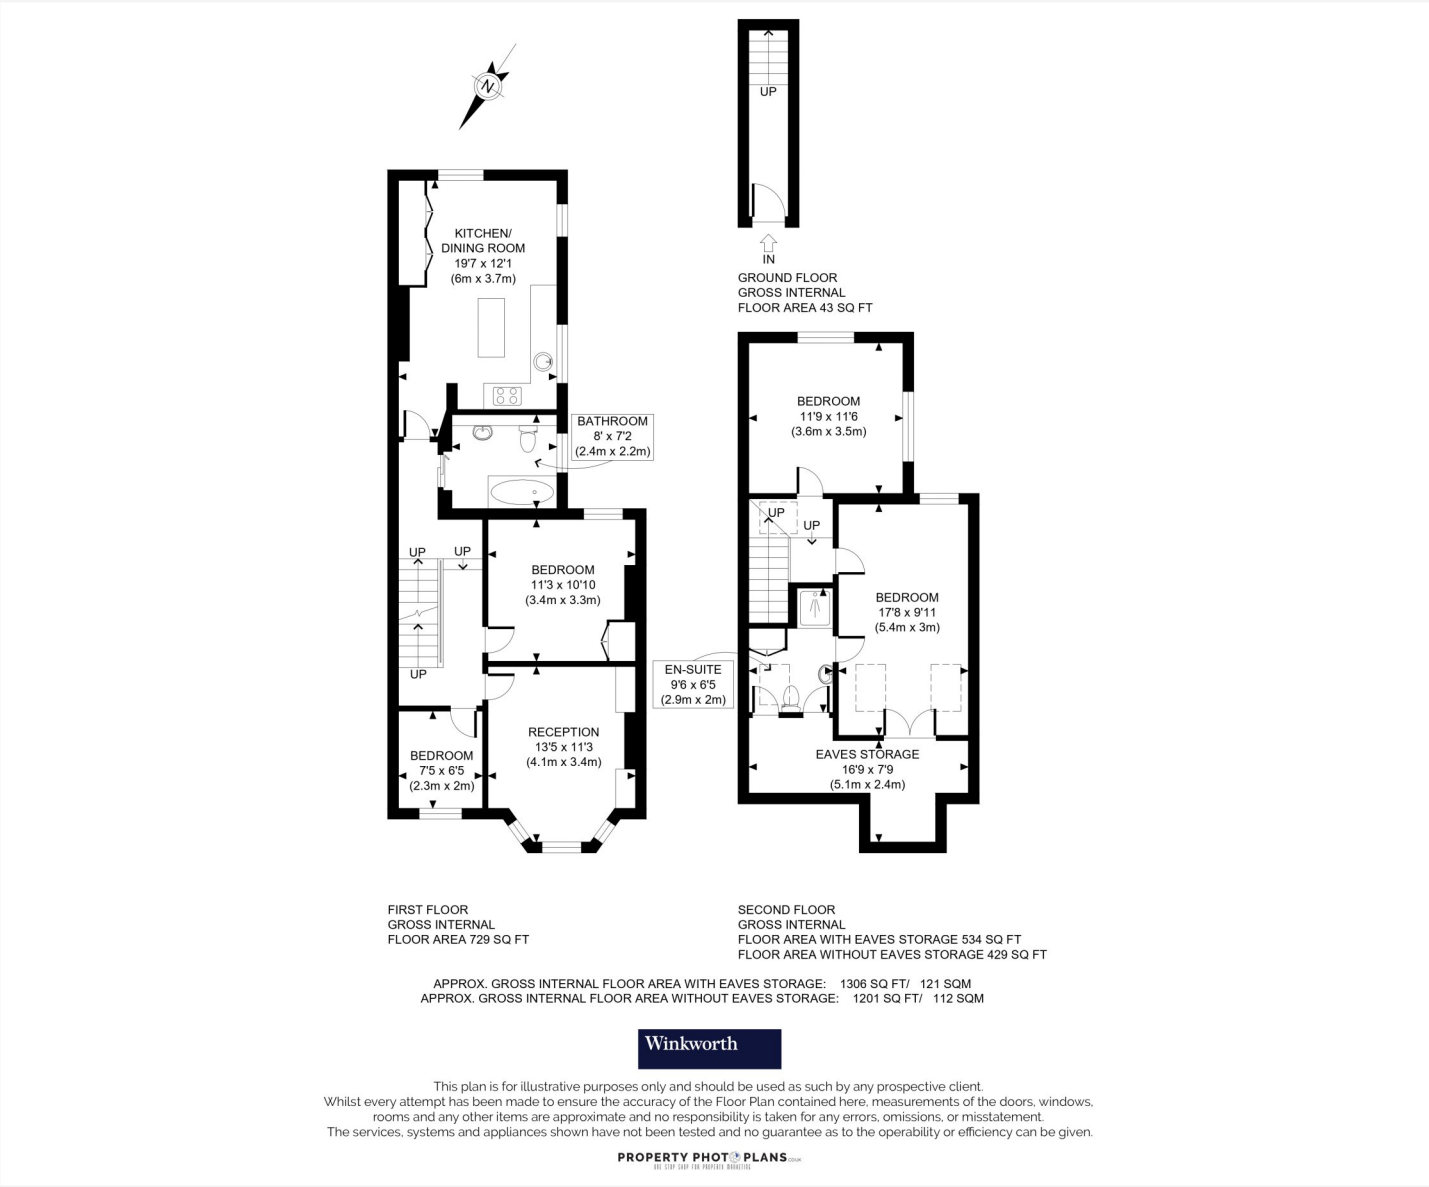 N
UP
IN
GROUND FLOOR
GROSS INTERNAL
FLOOR AREA 43 SQ FT
KITCHEN/
DINING ROOM
19'7 x 12'1
(6m x 3.7m)
BATHROOM
8' x 7'2
(2.4m x 2.2m)
UP
UP
BEDROOM
11'3 x 10'10
(3.4m x 3.3m)
UP
RECEPTION
13'5 x 11'3
(4.1m x 3.4m)
BEDROOM
7'5 x 6'5
(2.3m x 2m)
BEDROOM
11'9 x 11'6
(3.6m x 3.5m)
UP
UP
BEDROOM
17'8 x 9'11
(5.4m x 3m)
EN-SUITE
9'6 x 6'5
(2.9m x 2m)
EAVES STORAGE
16'9 x 7'9
(5.1m x 2.4m)
FIRST FLOOR
GROSS INTERNAL
FLOOR AREA 729 SQ FT
SECOND FLOOR
GROSS INTERNAL
FLOOR AREA WITH EAVES STORAGE 534 SQ FT
FLOOR AREA WITHOUT EAVES STORAGE 429 SQ FT
APPROX. GROSS INTERNAL FLOOR AREA WITH EAVES STORAGE: 1306 SQ FT/ 121 SQM
APPROX. GROSS INTERNAL FLOOR AREA WITHOUT EAVES STORAGE: 1201 SQ FT/ 112 SQM
Winkworth
This plan is for illustrative purposes only and should be used as such by any prospective client.
Whilst every attempt has been made to ensure the accuracy of the Floor Plan contained here, measurements of the doors, windows,
rooms and any other items are approximate and no responsibility is taken for any errors, omissions, or misstatement.
The services, systems and appliances shown have not been tested and no guarantee as to the operability or efficiency can be given.
PROPERTY PHOTO PLANS.CO.UK
ONE STOP SHOP FOR PROPERTY MARKETING